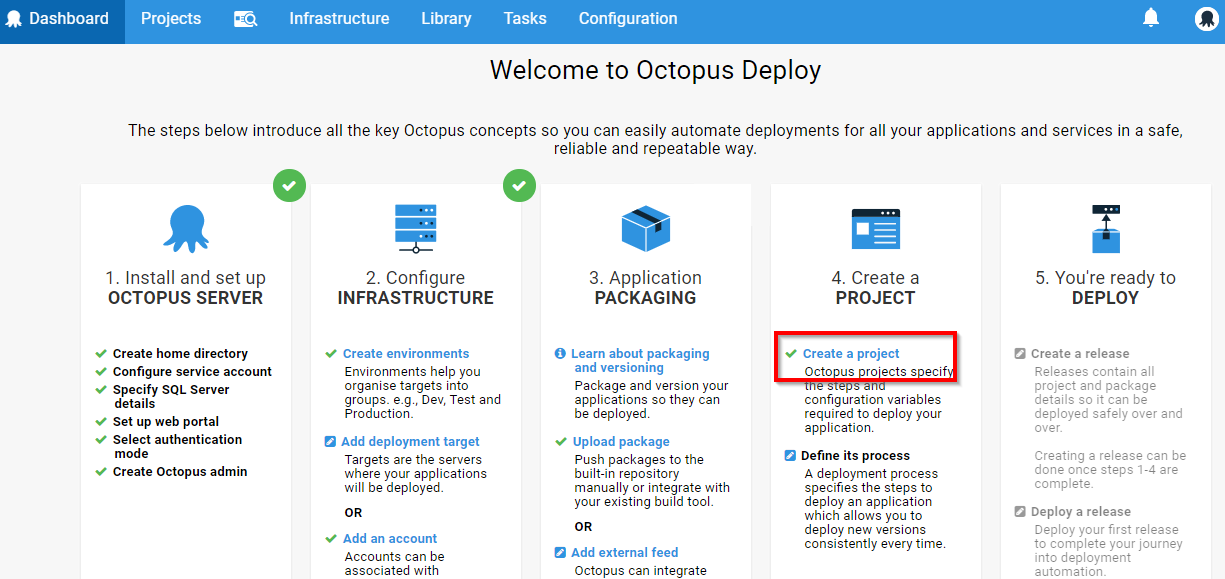 Dashboard Projects Infrastructure Library Tasks Configuration
Welcome to Octopus Deploy
The steps below introduce all the key Octopus concepts so you can easily automate deployments for all your applications and services in a safe,
reliable and repeatable way.
1. Install and set up
OCTOPUS SERVER
Create home directory
Configure service account
Specify SQL Server
details
Set up web portal
Select authentication
mode
Create Octopus admin
2. Configure
INFRASTRUCTURE
Create environments
Environments help you
organise targets into
groups. e.g., Dev, Test and
Production.
Add deployment target
Targets are the servers
where your applications
will be deployed.
OR
Add an account
Accounts can be
associated with
3. Application
PACKAGING
Learn about packaging
and versioning
Package and version your
applications so they can
be deployed.
Upload package
Push packages to the
built-in repository
manually or integrate with
your existing build tool.
OR
Add external feed
Octopus can integrate
4. Create a
PROJECT
Create a project
Octopus projects specify
the steps and
configuration variables
required to deploy your
application.
Define its process
A deployment process
specifies the steps to
deploy an application
which allows you to
deploy new versions
consistently every time.
5. You're ready to
DEPLOY
Create a release
Releases contain all
project and package
details so it can be
deployed safely over and
over.
Creating a release can be
done once steps 1-4 are
complete.
Deploy a release
Deploy your first release
to complete your journey
into deployment
automation.